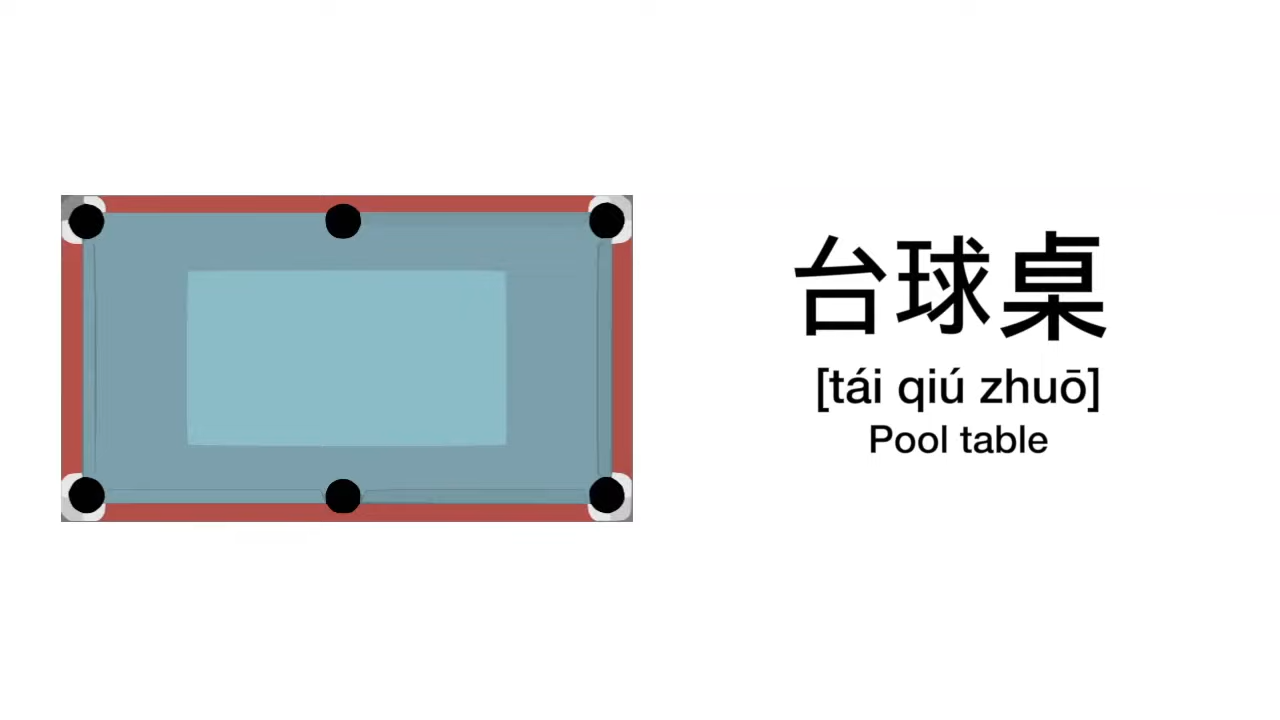 台球桌
[tái qiú zhuō]
Pool table